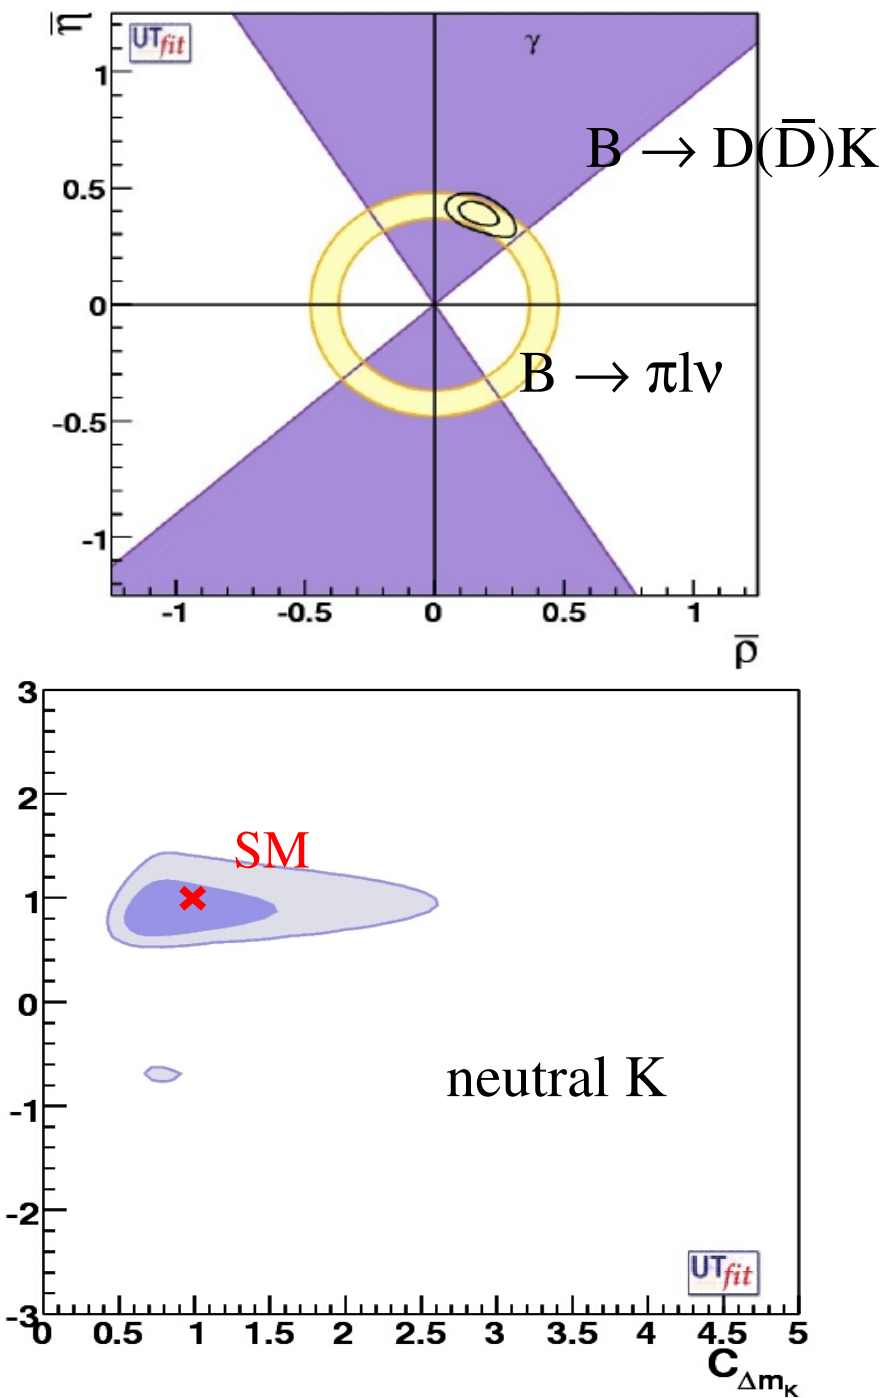 η̅
UTfit
γ
1
B → D(D̅)K
0.5
0
B → πlν
-0.5
-1
-1 -0.5 0 0.5 1
ρ̅
3
2
SM
1
0
neutral K
-1
-2
UTfit
-3
0 0.5 1 1.5 2 2.5 3 3.5 4 4.5 5
C_Δm_K